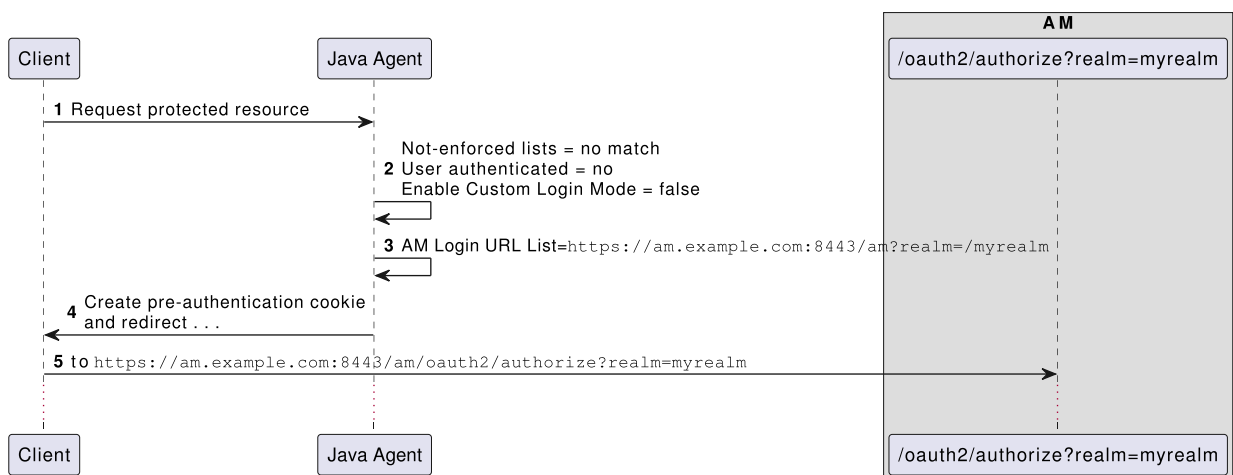 AM
Client
Java Agent
/oauth2/authorize?realm=myrealm
1 Request protected resource
Not-enforced lists = no match
2 User authenticated = no
Enable Custom Login Mode = false
3 AM Login URL List=https://am.example.com:8443/am?realm=/myrealm
Create pre-authentication cookie
4 and redirect . . .
5 to https://am.example.com:8443/am/oauth2/authorize?realm=myrealm
Client
Java Agent
/oauth2/authorize?realm=myrealm